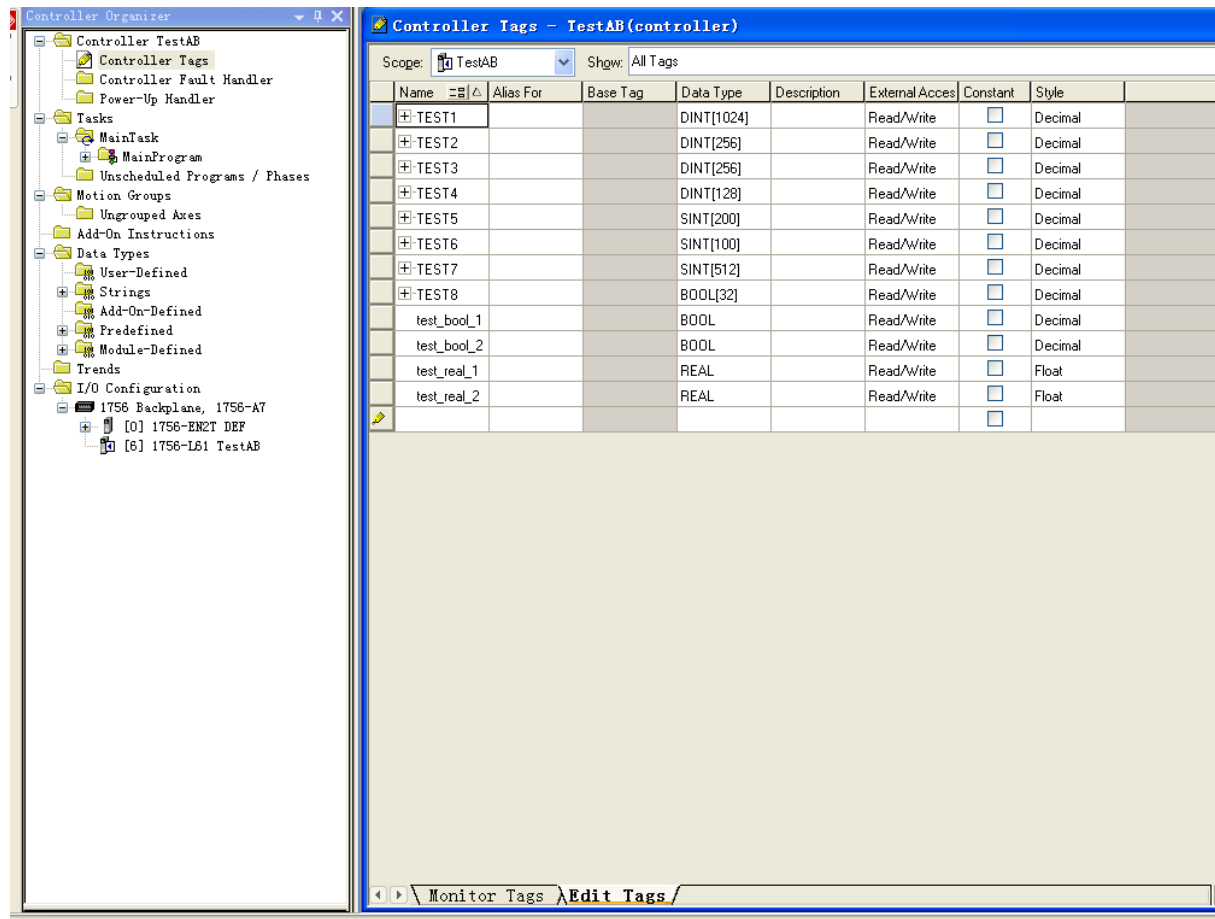 Controller Organizer
Controller TestAB
Controller Tags
Controller Fault Handler
Power-Up Handler
Tasks
MainTask
MainProgram
Unscheduled Programs / Phases
Motion Groups
Ungrouped Axes
Add-On Instructions
Data Types
User-Defined
Strings
Add-On-Defined
Predefined
Module-Defined
Trends
I/O Configuration
1756 Backplane, 1756-A7
[0] 1756-EN2T DEF
[6] 1756-L61 TestAB
Controller Tags - TestAB(controller)
Scope: TestAB Show: All Tags
Name Alias For Base Tag Data Type Description External Acces Constant Style
TEST1 DINT[1024] Read/Write Decimal
TEST2 DINT[256] Read/Write Decimal
TEST3 DINT[256] Read/Write Decimal
TEST4 DINT[128] Read/Write Decimal
TEST5 SINT[200] Read/Write Decimal
TEST6 SINT[100] Read/Write Decimal
TEST7 SINT[512] Read/Write Decimal
TEST8 BOOL[32] Read/Write Decimal
test_bool_1 BOOL Read/Write Decimal
test_bool_2 BOOL Read/Write Decimal
test_real_1 REAL Read/Write Float
test_real_2 REAL Read/Write Float
Monitor Tags Edit Tags